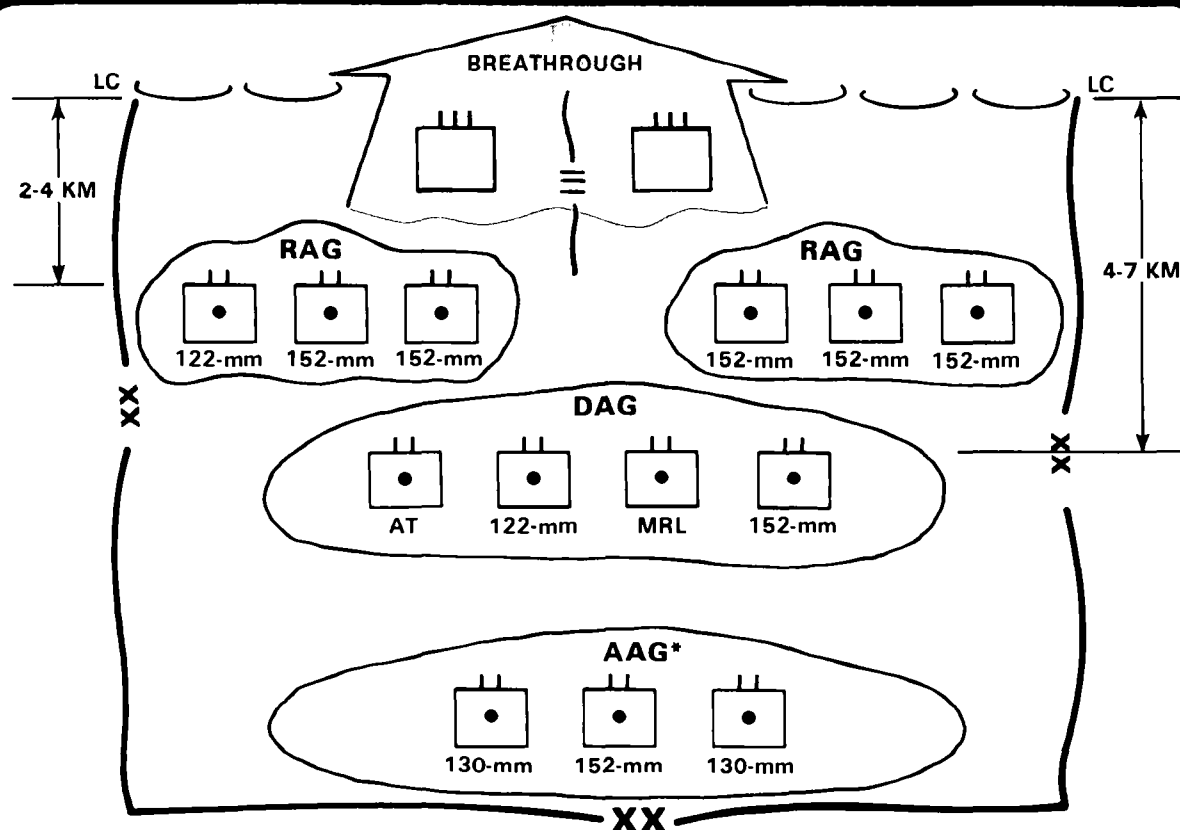 BREATHROUGH
LC
LC
2-4 KM
4-7 KM
RAG
RAG
122-mm 152-mm 152-mm
152-mm 152-mm 152-mm
XX
XX
DAG
AT 122-mm MRL 152-mm
AAG*
130-mm 152-mm 130-mm
XX